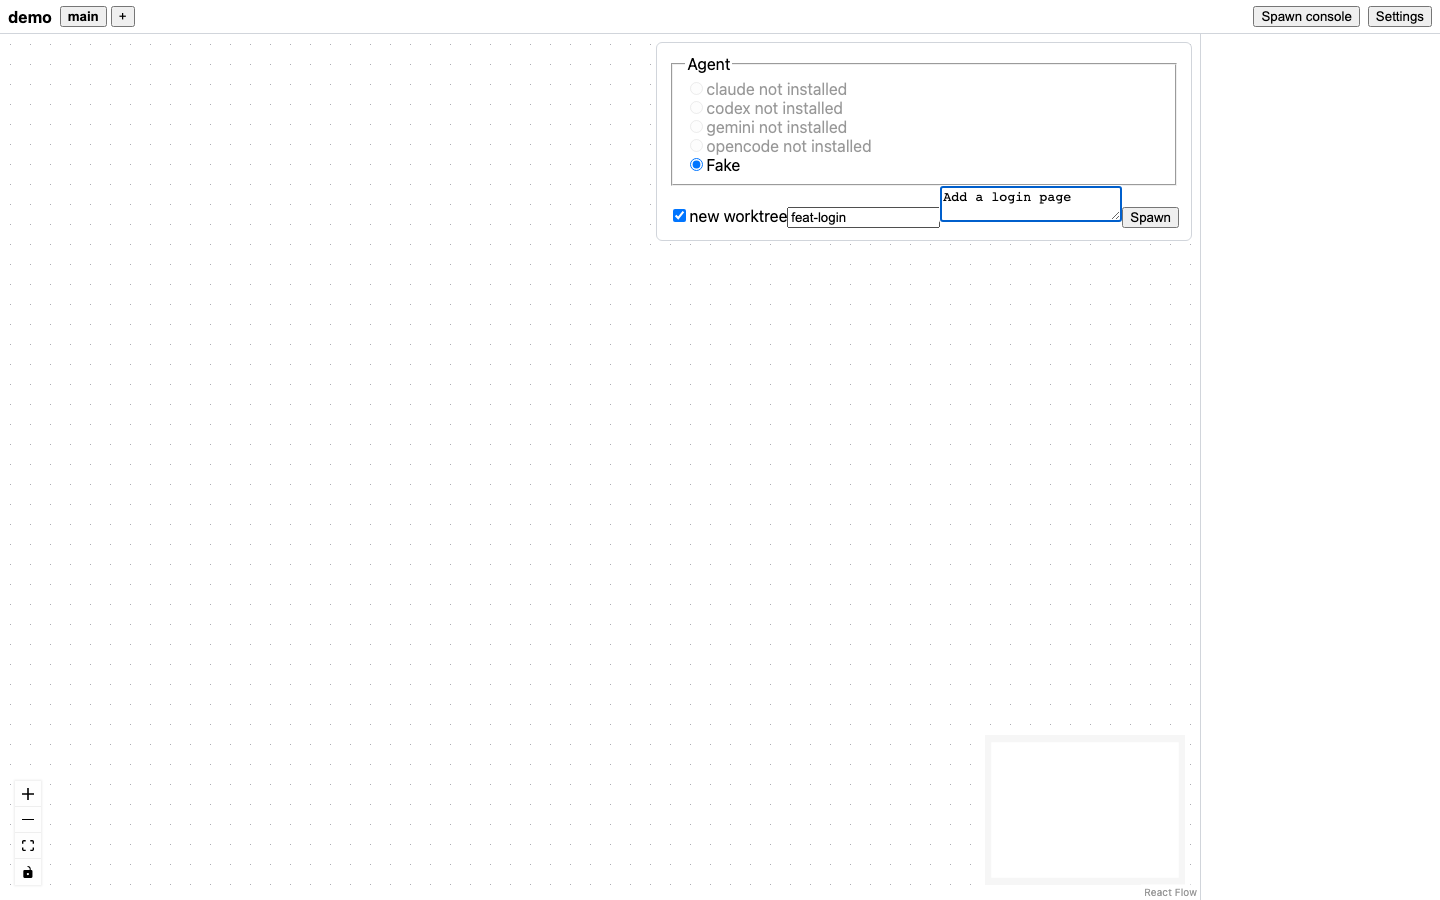 demo main + Spawn console Settings
Agent
claude not installed
codex not installed
gemini not installed
opencode not installed
Fake
new worktree feat-login Add a login page Spawn
React Flow